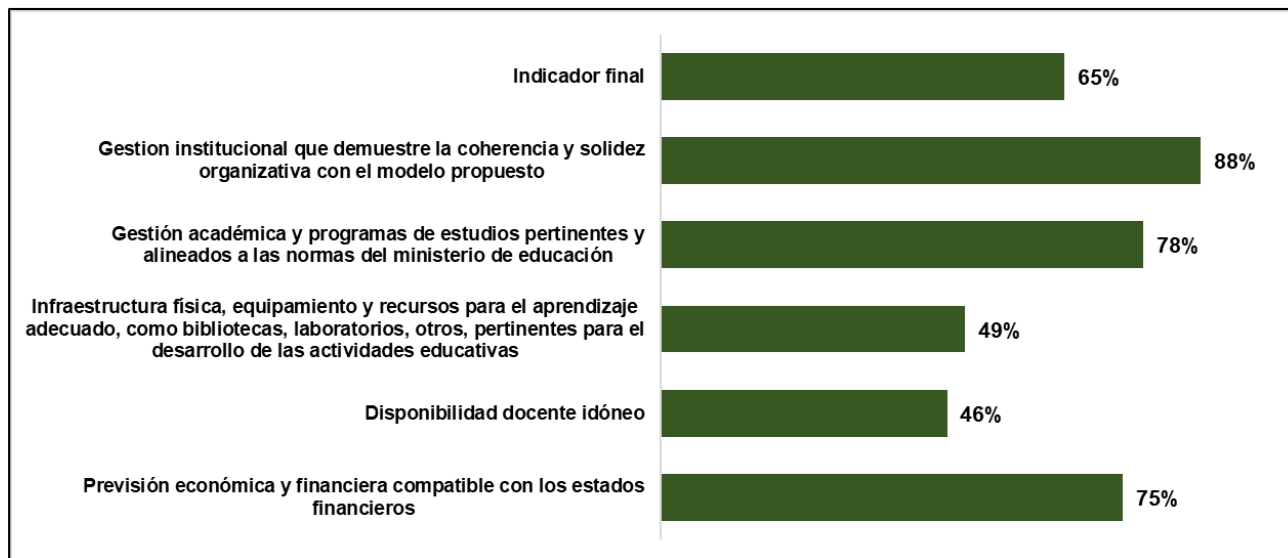 Indicador final
65%
Gestion institucional que demuestre la coherencia y solidez
organizativa con el modelo propuesto
88%
Gestión académica y programas de estudios pertinentes y
alineados a las normas del ministerio de educación
78%
Infraestructura física, equipamiento y recursos para el aprendizaje
adecuado, como bibliotecas, laboratorios, otros, pertinentes para el
desarrollo de las actividades educativas
49%
Disponibilidad docente idóneo
46%
Previsión económica y financiera compatible con los estados
financieros
75%